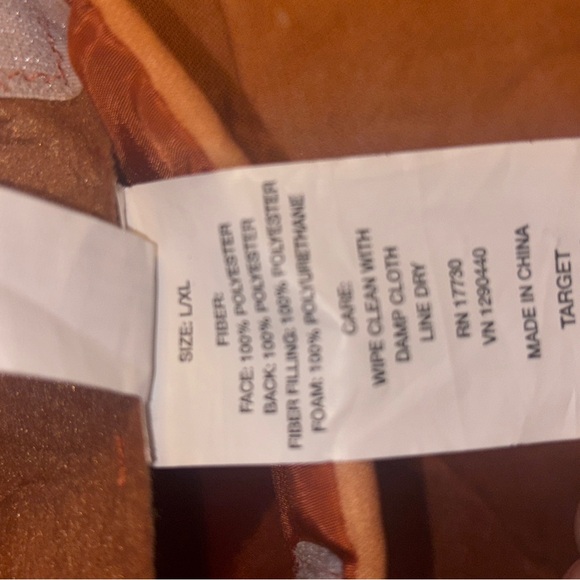 SIZE: L/XL
FIBER:
FACE: 100% POLYESTER
BACK: 100% POLYESTER
FIBER FILLING: 100% POLYESTER
FOAM: 100% POLYURETHANE
CARE:
WIPE CLEAN WITH
DAMP CLOTH
LINE DRY
RN 17730
VN 1290440
MADE IN CHINA
TARGET